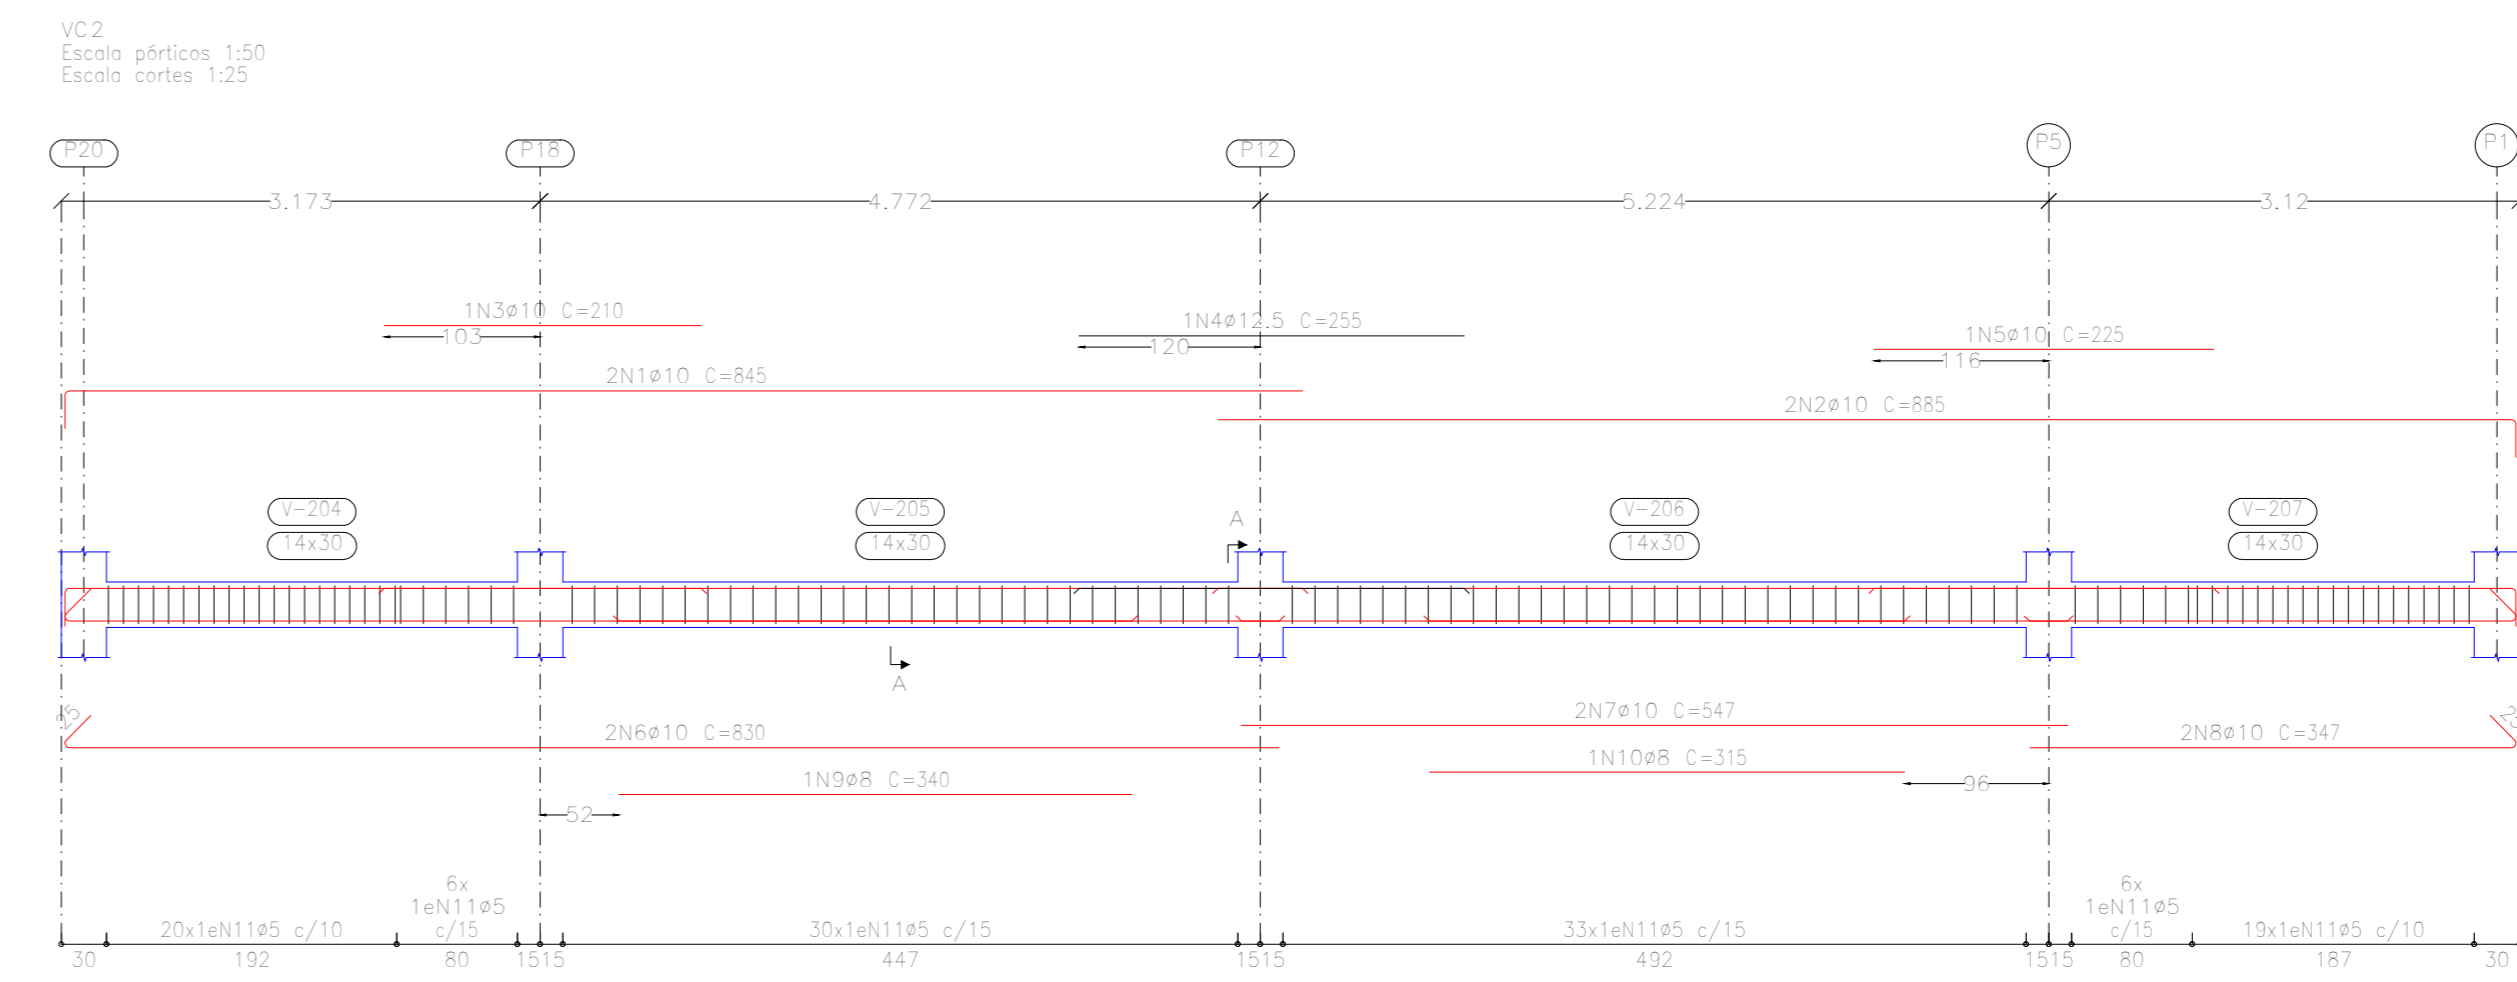 VC2
Escala pórticos 1:50
Escala cortes 1:25
P20 P18 P12 P5 P1
3.173 4.772 5.224 3.12
1N3ø10 C=210
103
1N4ø12.5 C=255
120
1N5ø10 C=225
116
2N1ø10 C=845
2N2ø10 C=885
V-204 V-205 V-206 V-207
14x30 14x30 14x30 14x30
A
A
25
2N6ø10 C=830
2N7ø10 C=547
2N8ø10 C=347
1N10ø8 C=315
96
1N9ø8 C=340
52
20x1eN11ø5 c/10
6x
1eN11ø5
c/15
30x1eN11ø5 c/15
33x1eN11ø5 c/15
6x
1eN11ø5
c/15
19x1eN11ø5 c/10
30 192 80 1515 447 1515 492 1515 80 187 30